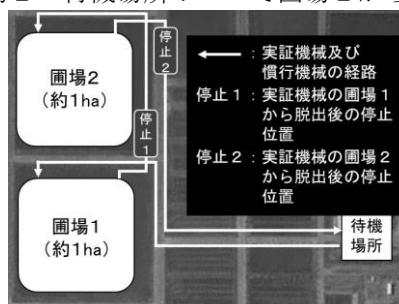 停止2
圃場2
(約1ha)
：実証機械及び
慣行機械の経路
停止1：実証機械の圃場1
から脱出後の停止
位置
停止2：実証機械の圃場2
から脱出後の停止
位置
停止1
圃場1
(約1ha)
待機
場所